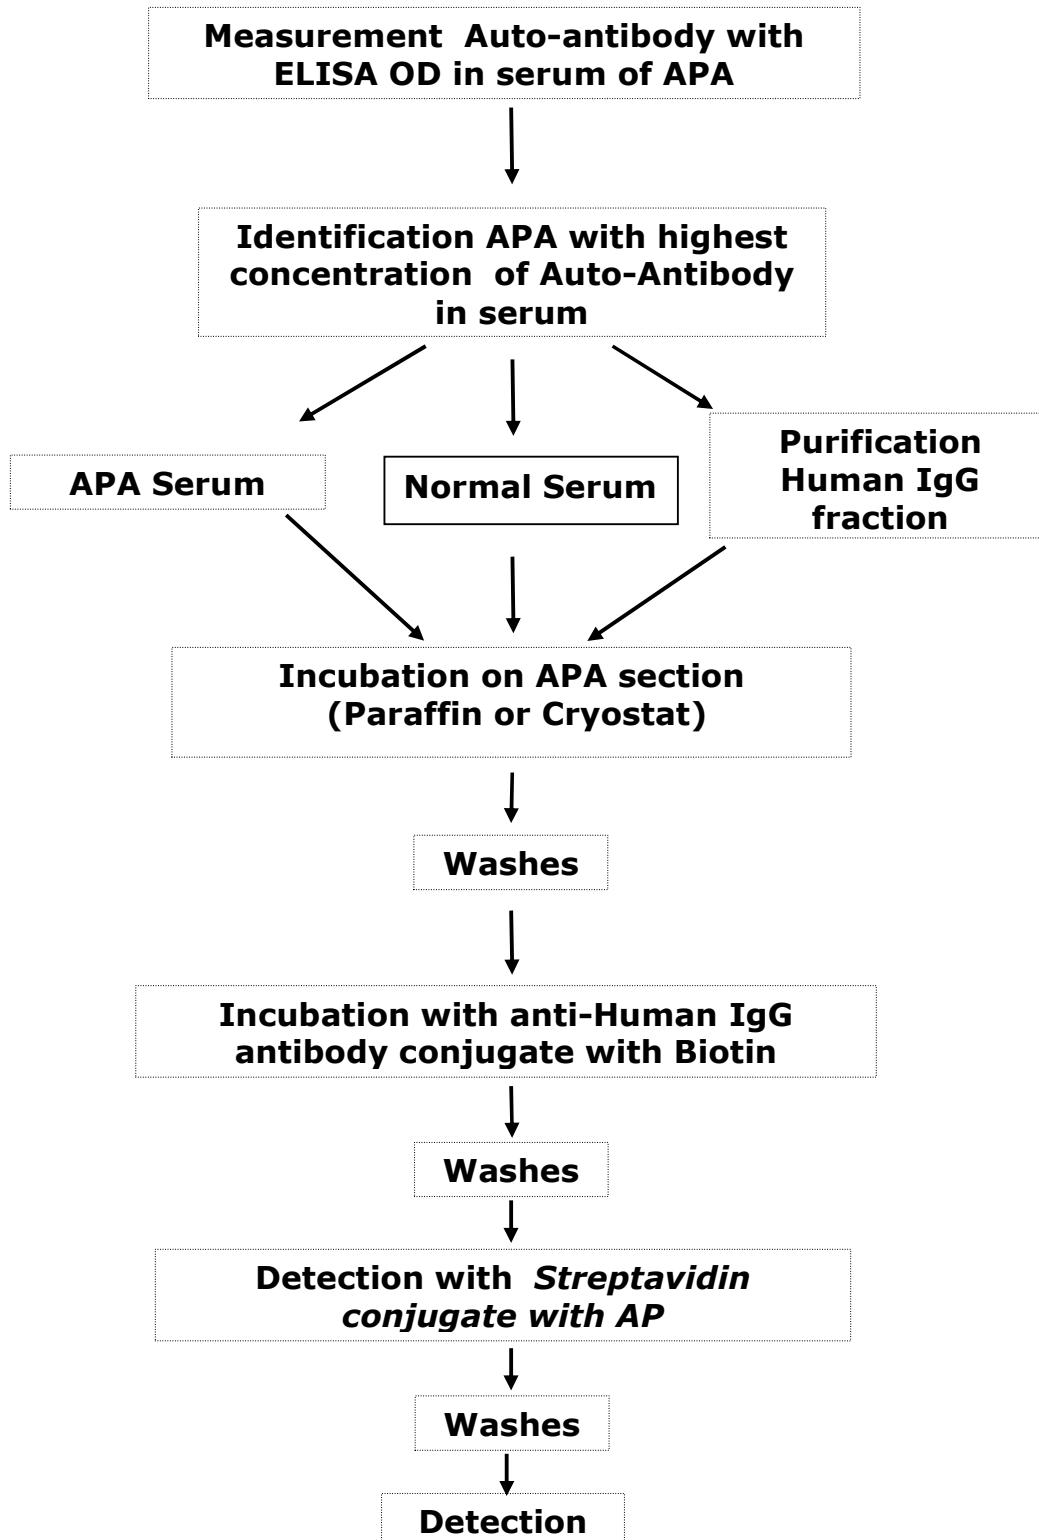 Measurement Auto-antibody with
ELISA OD in serum of APA
Identification APA with highest
concentration of Auto-Antibody
in serum
APA Serum
Normal Serum
Purification
Human IgG
fraction
Incubation on APA section
(Paraffin or Cryostat)
Washes
Incubation with anti-Human IgG
antibody conjugate with Biotin
Washes
Detection with Streptavidin
conjugate with AP
Washes
Detection